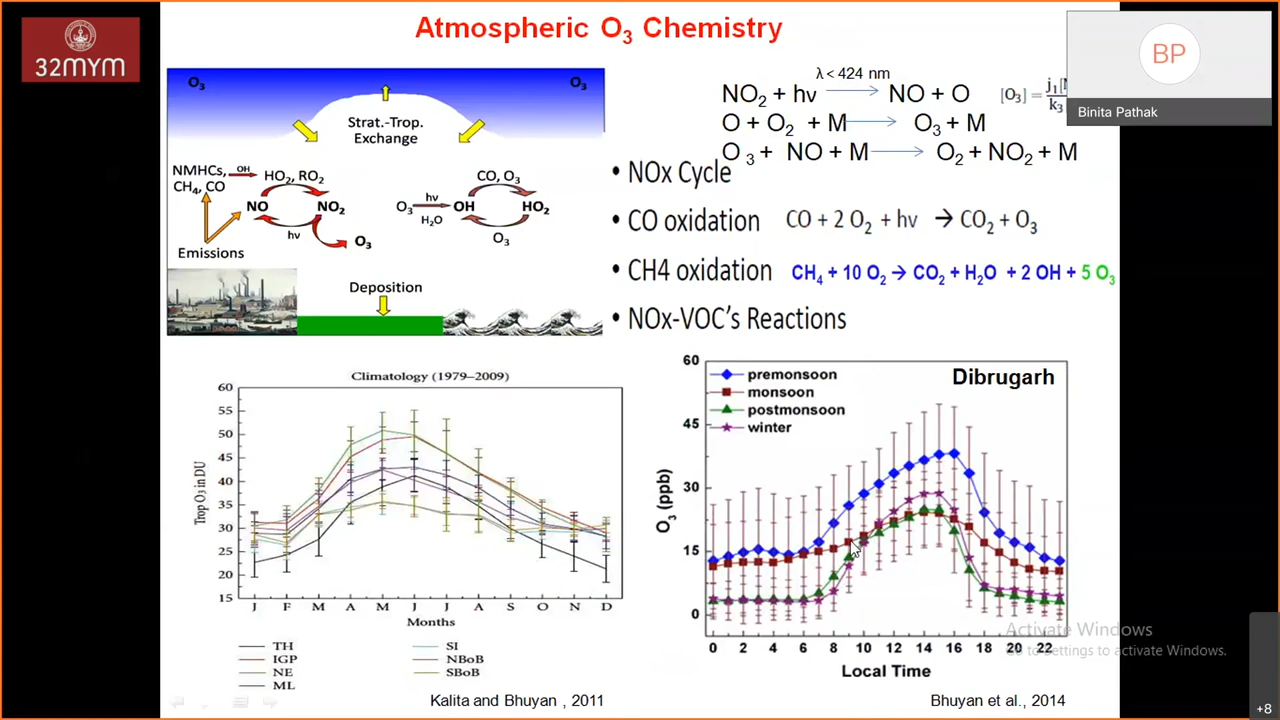 Atmospheric O₃ Chemistry
32MYM
BP
Binita Pathak
O₃ O₃
Strat.-Trop.
Exchange
NMHCs, OH HO₂, RO₂
CH₄, CO
NO NO₂
hν
O₃
Emissions
CO, O₃
O₃ hν OH HO₂
H₂O
O₃
Deposition
λ < 424 nm
NO₂ + hν NO + O
[O₃] = j₁[
k₃
O + O₂ + M O₃ + M
O₃ + NO + M O₂ + NO₂ + M
• NOx Cycle
• CO oxidation CO + 2 O₂ + hν → CO₂ + O₃
• CH4 oxidation CH₄ + 10 O₂ → CO₂ + H₂O + 2 OH + 5 O₃
• NOx-VOC's Reactions
Climatology (1979–2009)
Trop O₃ in DU
60
55
50
45
40
35
30
25
20
15
J F M A M J J A S O N D
Months
TH SI
IGP NBoB
NE SBoB
ML
Kalita and Bhuyan , 2011
Dibrugarh
premonsoon
monsoon
postmonsoon
winter
O₃ (ppb)
60
45
30
15
0
0 2 4 6 8 10 12 14 16 18 20 22
Local Time
Bhuyan et al., 2014
Activate Windows
Go to Settings to activate Windows.
+8